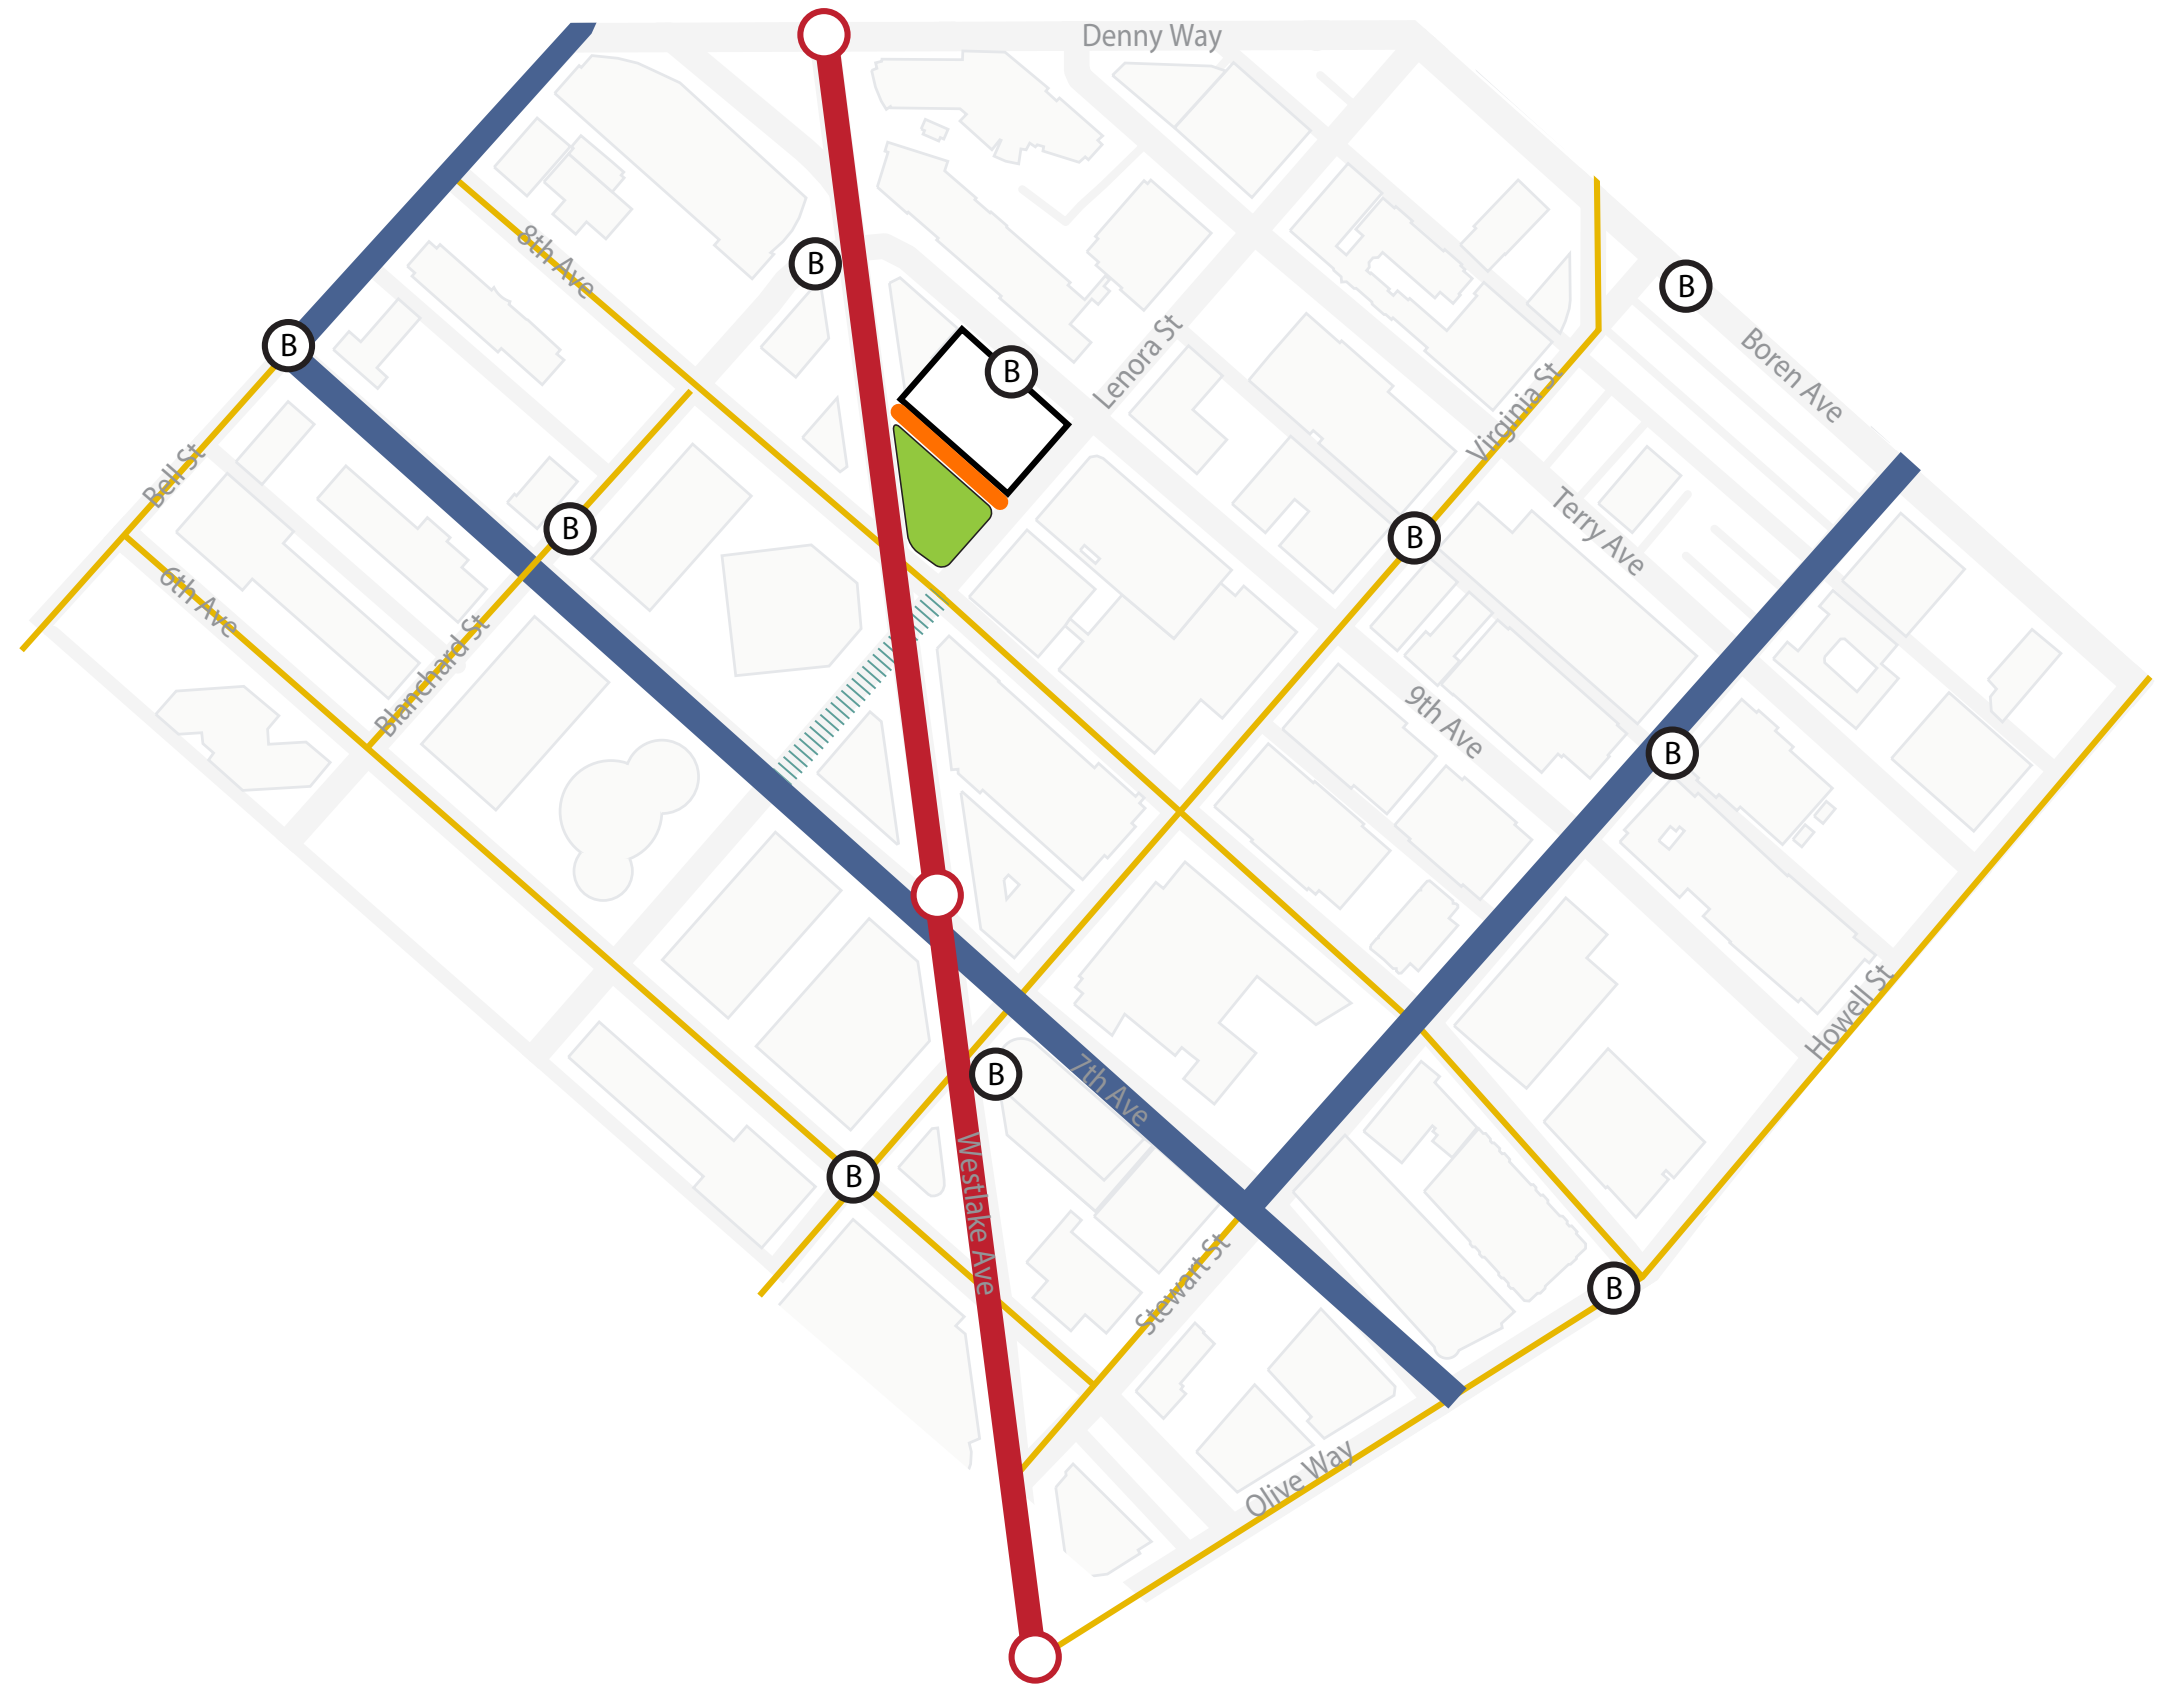 Denny Way
8th Ave
B
B
B
B
B
Lenora St
Boren Ave
Virginia St
Bell St
Terry Ave
B
B
6th Ave
Blanchard St
9th Ave
B
Howell St
B
7th Ave
Westlake Ave
B
Stewart St
B
Olive Way